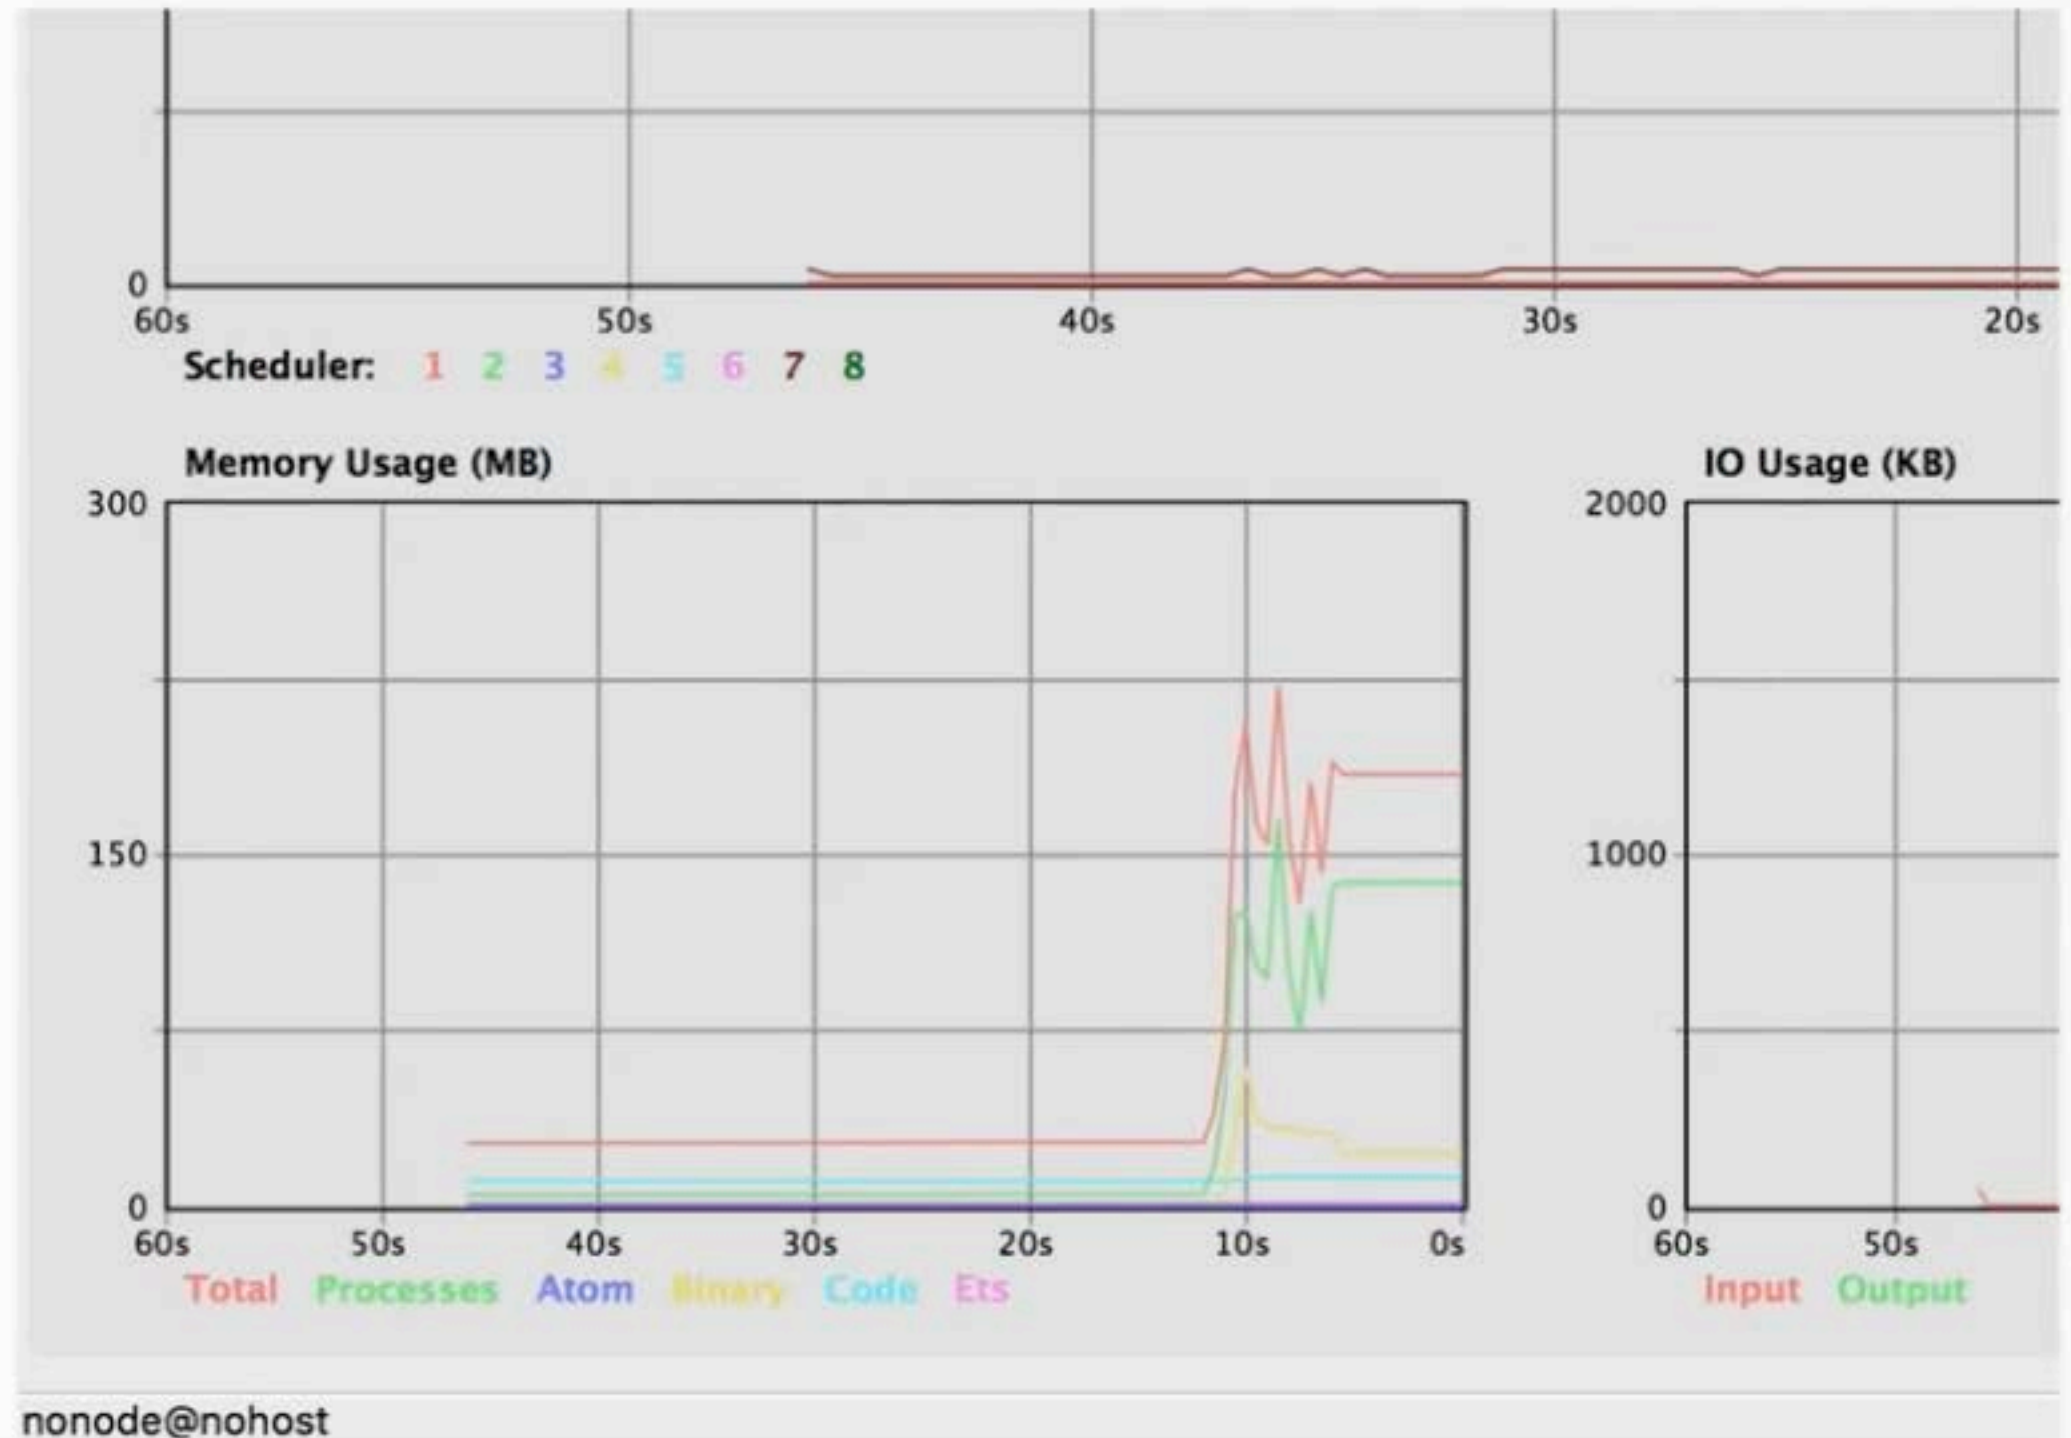 0
60s 50s 40s 30s 20s
Scheduler: 1 2 3 4 5 6 7 8
Memory Usage (MB)
300
150
0
60s 50s 40s 30s 20s 10s 0s
Total Processes Atom Binary Code Ets
IO Usage (KB)
2000
1000
0
60s 50s
Input Output
nonode@nohost